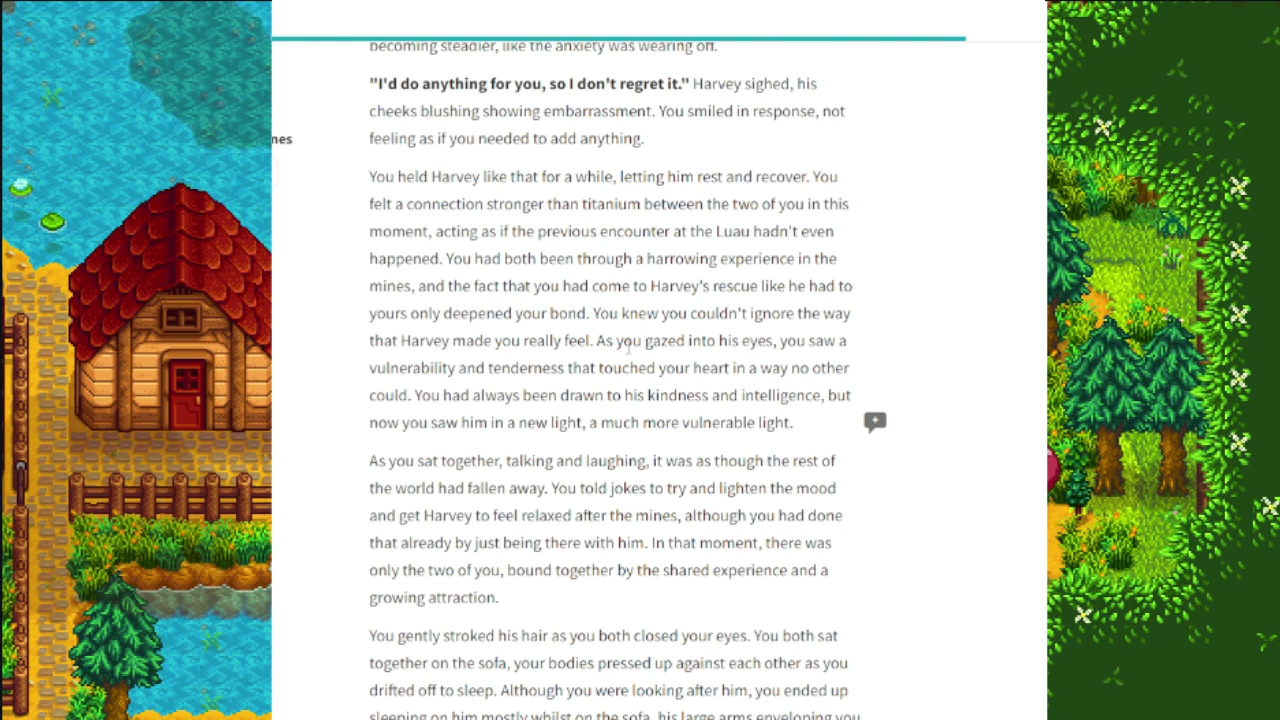 becoming steadier, like the anxiety was wearing off.
"I'd do anything for you, so I don't regret it." Harvey sighed, his
cheeks blushing showing embarrassment. You smiled in response, not
nes
feeling as if you needed to add anything.
You held Harvey like that for a while, letting him rest and recover. You
felt a connection stronger than titanium between the two of you in this
moment, acting as if the previous encounter at the Luau hadn't even
happened. You had both been through a harrowing experience in the
mines, and the fact that you had come to Harvey's rescue like he had to
yours only deepened your bond. You knew you couldn't ignore the way
that Harvey made you really feel. As you gazed into his eyes, you saw a
vulnerability and tenderness that touched your heart in a way no other
could. You had always been drawn to his kindness and intelligence, but
now you saw him in a new light, a much more vulnerable light.
As you sat together, talking and laughing, it was as though the rest of
the world had fallen away. You told jokes to try and lighten the mood
and get Harvey to feel relaxed after the mines, although you had done
that already by just being there with him. In that moment, there was
only the two of you, bound together by the shared experience and a
growing attraction.
You gently stroked his hair as you both closed your eyes. You both sat
together on the sofa, your bodies pressed up against each other as you
drifted off to sleep. Although you were looking after him, you ended up
sleeping on him mostly whilst on the sofa, his large arms enveloping you